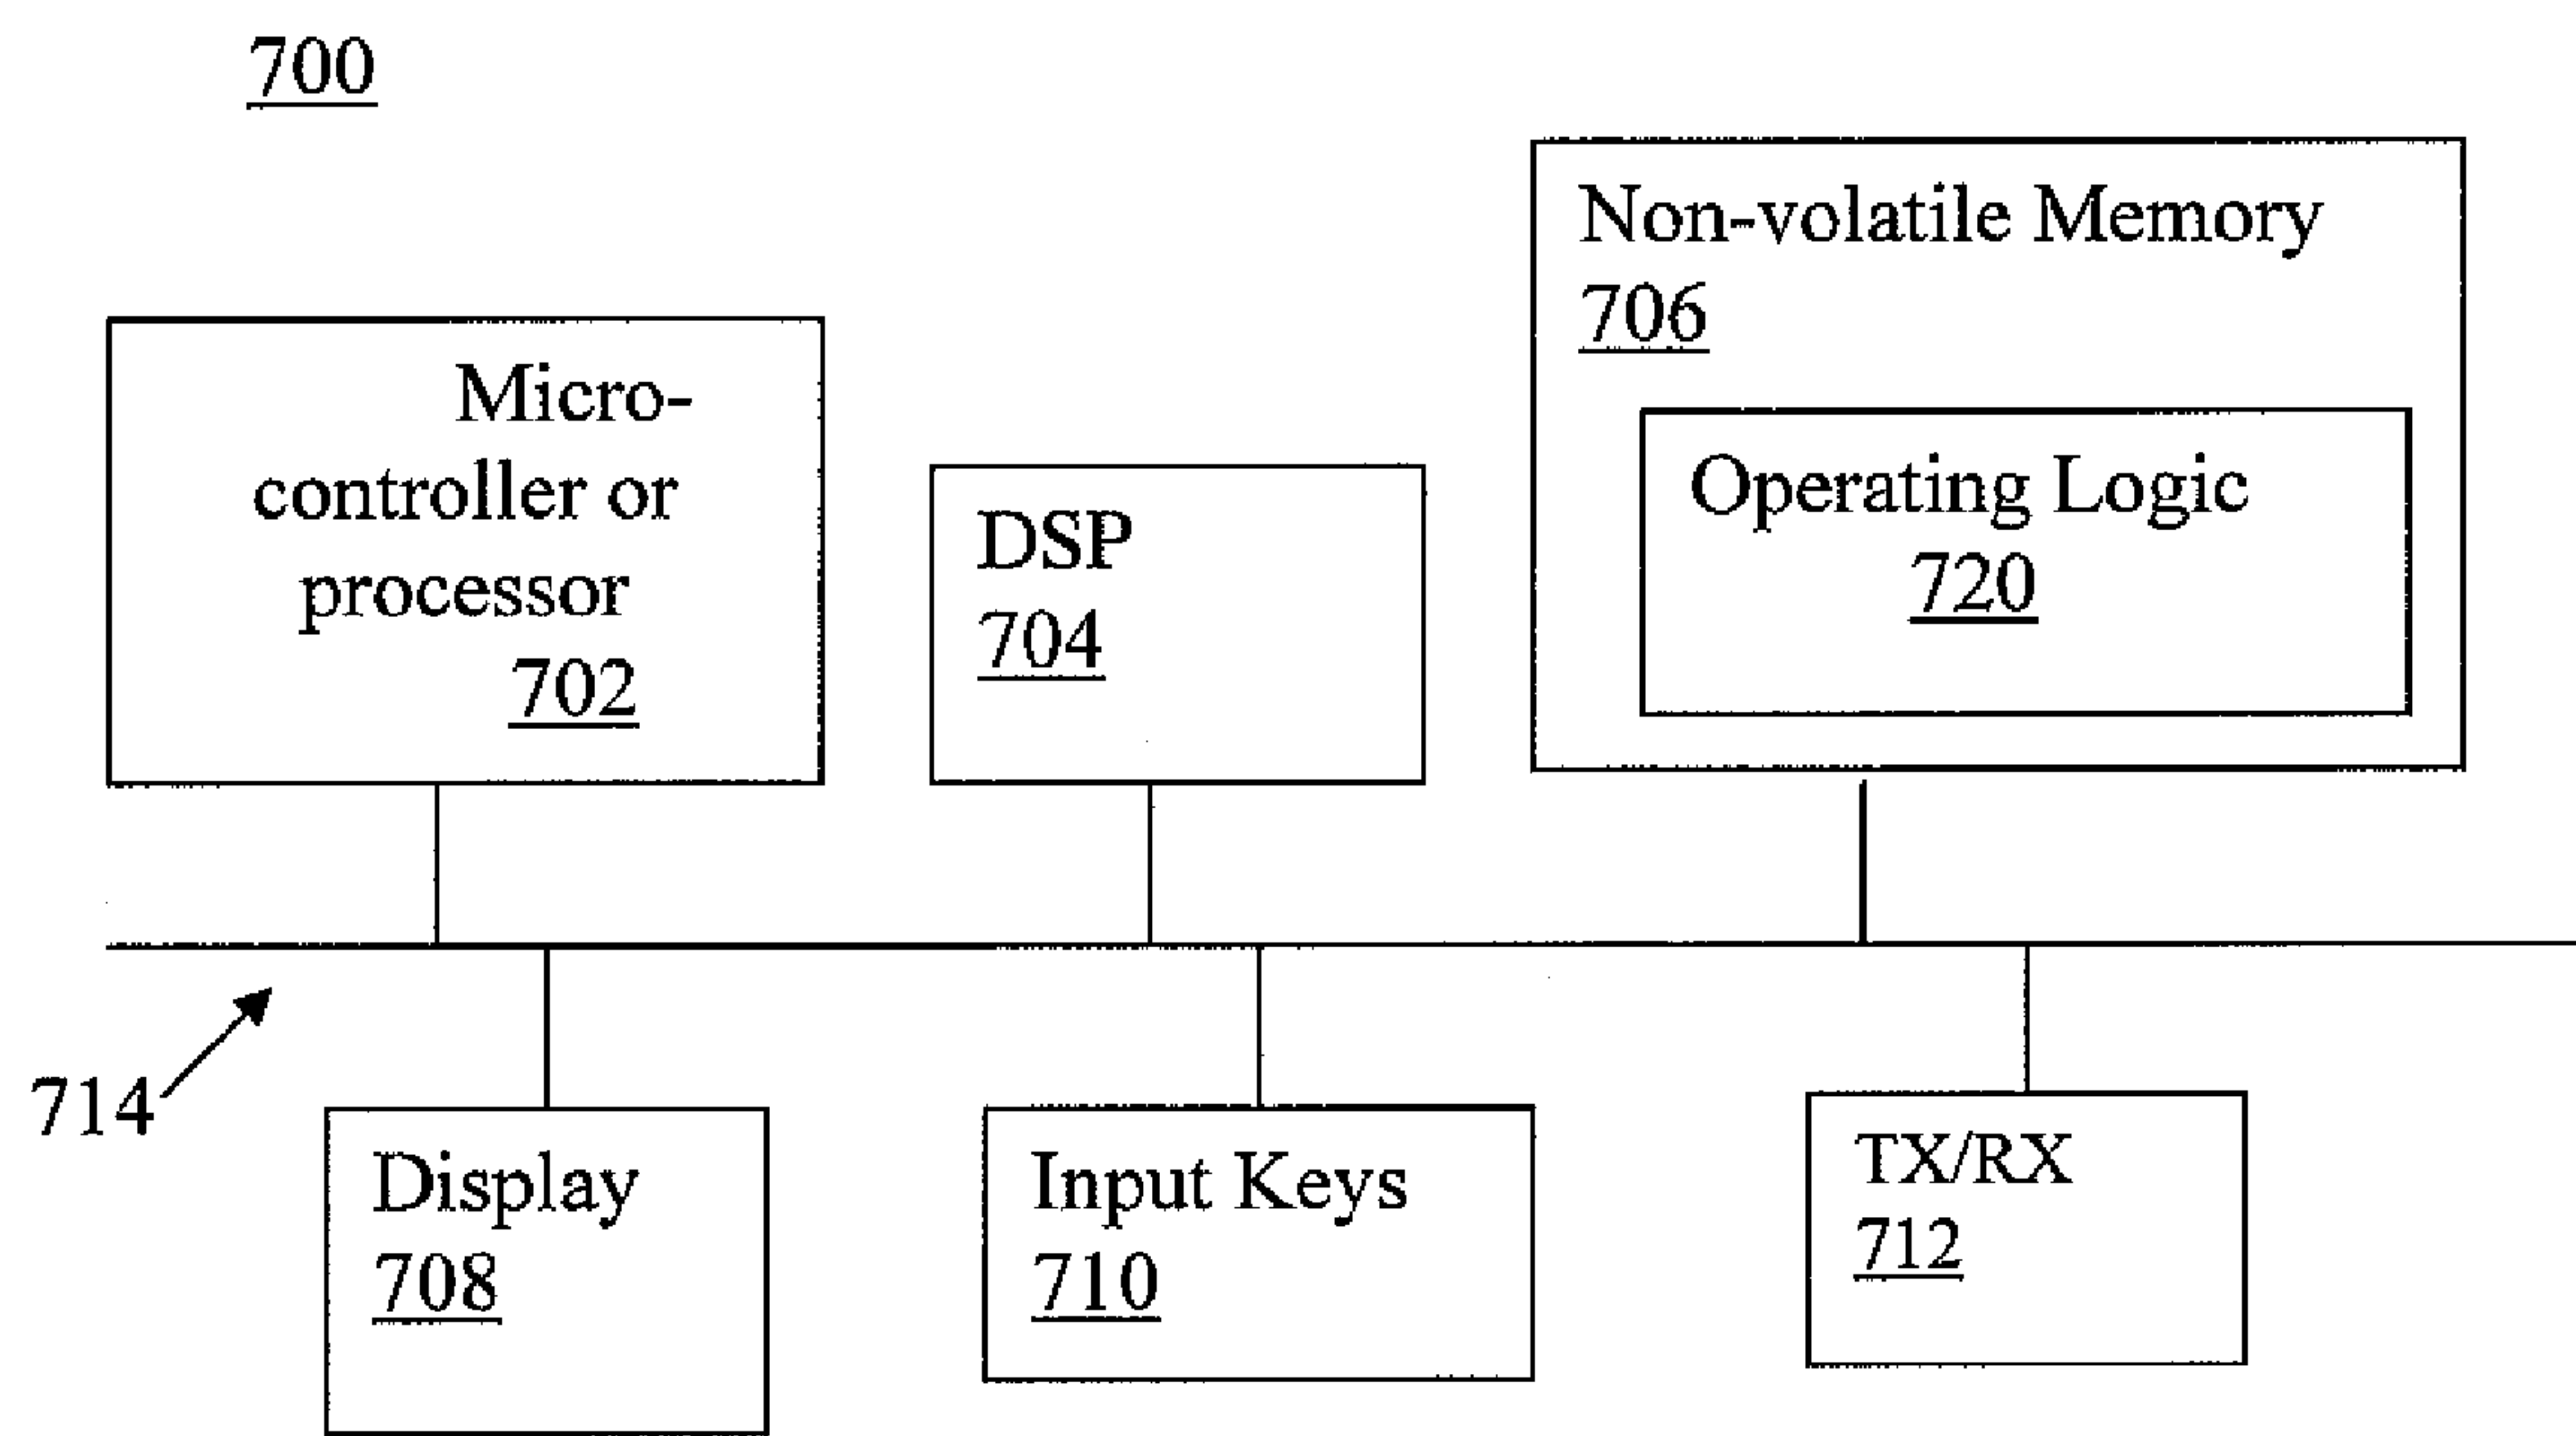 700
Micro-
controller or
processor
702
DSP
704
Non-volatile Memory
706
Operating Logic
720
714
Display
708
Input Keys
710
TX/RX
712